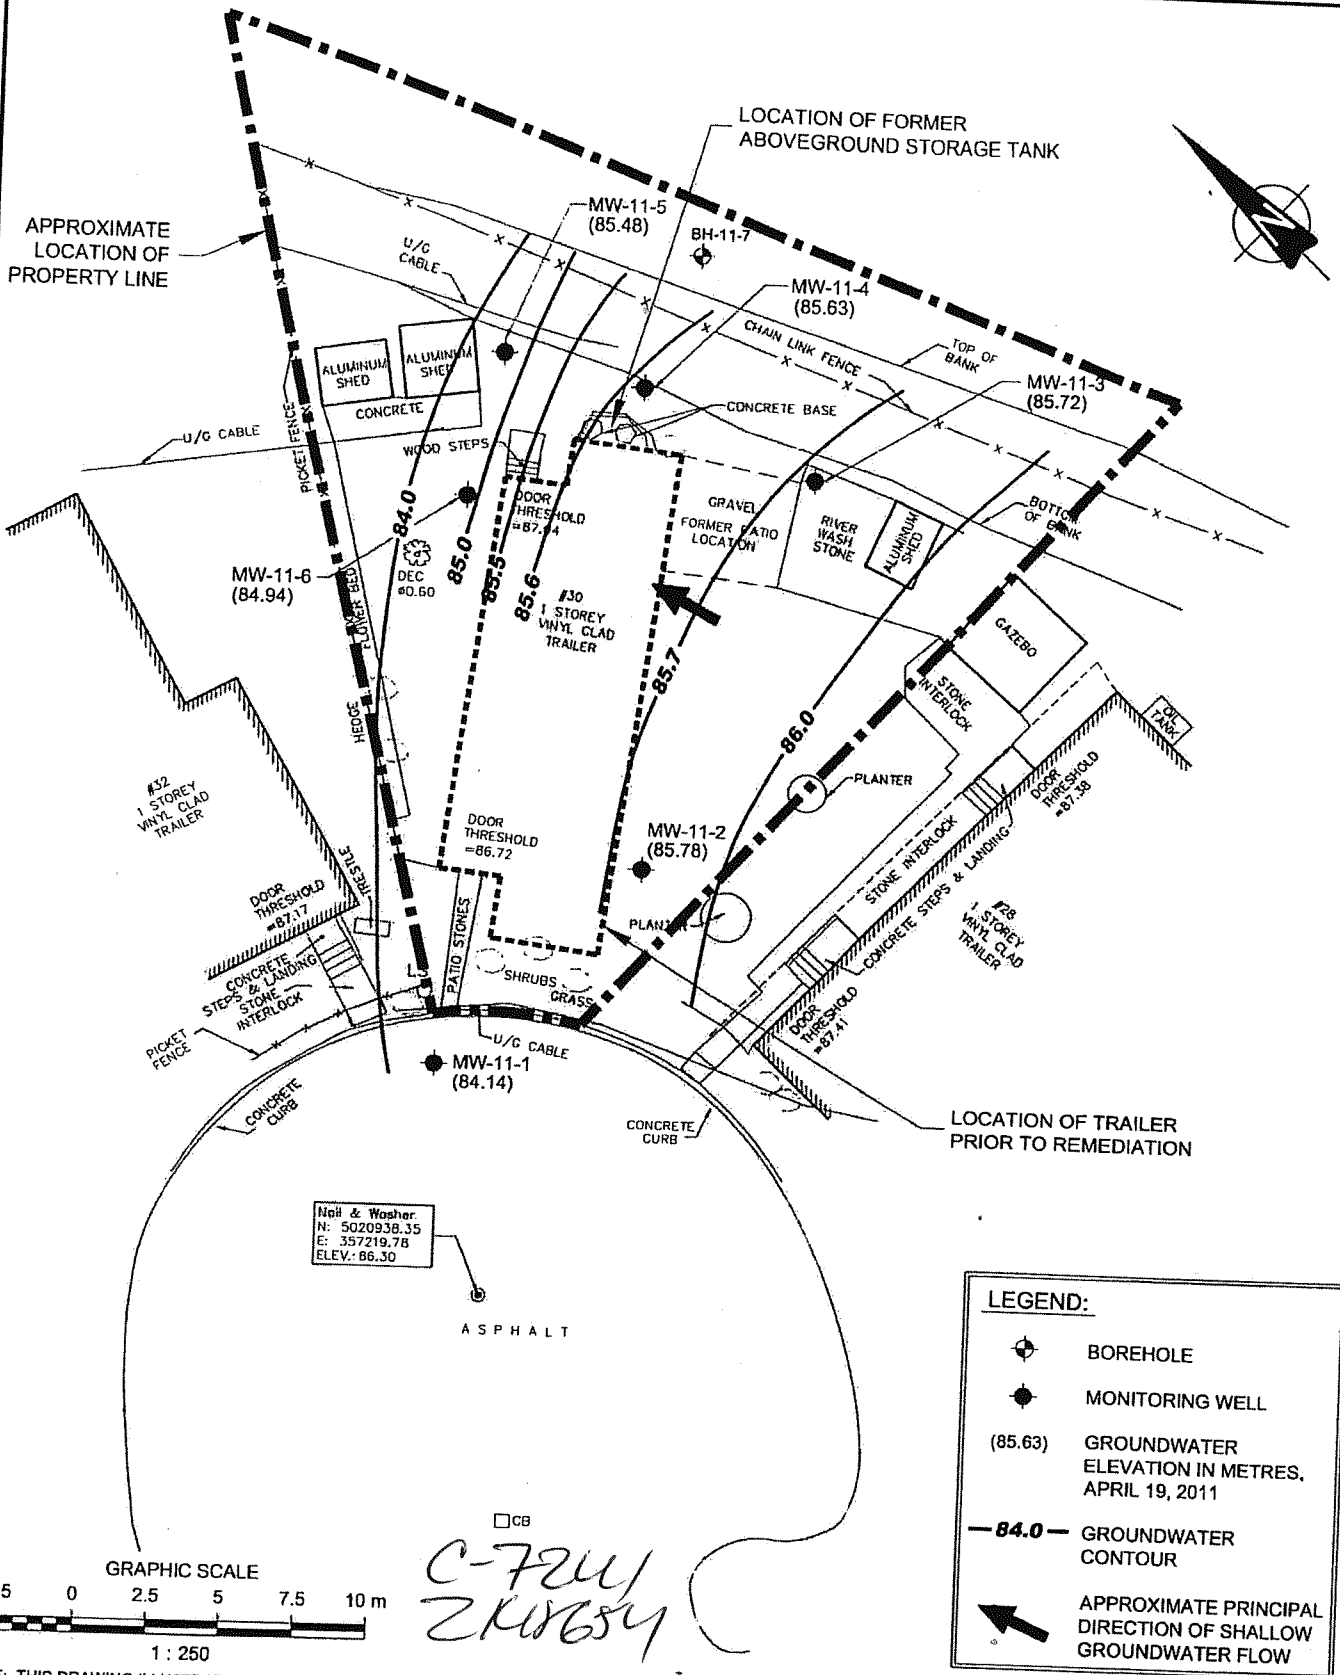 LOCATION OF FORMER
ABOVEGROUND STORAGE TANK
APPROXIMATE
LOCATION OF
PROPERTY LINE
MW-11-5
(85.48)
BH-11-7
U/G
CABLE
MW-11-4
(85.63)
N
CHAIN LINK FENCE
TOP OF
BANK
MW-11-3
(85.72)
ALUMINUM
SHED
ALUMINUM
SHED
CONCRETE
CONCRETE BASE
U/G CABLE
PICKET FENCE
WOOD STEPS
84.0
85.0
85.5
85.6
85.7
86.0
DOOR
THRESHOLD
GRAVEL
FORMER PATIO
LOCATION
RIVER
WASH
STONE
ALUMINUM
SHED
BOTTOM
OF BANK
MW-11-6
(84.94)
DEC
ø0.60
FLOWER BED
HEDGE
#30
1 STOREY
VINYL CLAD
TRAILER
GAZEBO
STONE
INTERLOCK
OIL
TANK
DOOR
THRESHOLD
=87.38
PLANTER
#32
1 STOREY
VINYL CLAD
TRAILER
DOOR
THRESHOLD
=86.72
MW-11-2
(85.78)
STONE INTERLOCK
CONCRETE STEPS & LANDING
#28
1 STOREY
VINYL CLAD
TRAILER
TRESTLE
DOOR
THRESHOLD
=87.17
PLANTER
PATIO STONES
LS
CONCRETE
STEPS & LANDING
STONE
INTERLOCK
SHRUBS
GRASS
DOOR
THRESHOLD
=87.41
PICKET
FENCE
U/G CABLE
MW-11-1
(84.14)
CONCRETE
CURB
CONCRETE
CURB
LOCATION OF TRAILER
PRIOR TO REMEDIATION
Nail & Washer
N: 5020938.35
E: 357219.78
ELEV.: 86.30
ASPHALT
CB
LEGEND:
BOREHOLE
MONITORING WELL
(85.63) GROUNDWATER
ELEVATION IN METRES,
APRIL 19, 2011
84.0 GROUNDWATER
CONTOUR
APPROXIMATE PRINCIPAL
DIRECTION OF SHALLOW
GROUNDWATER FLOW
GRAPHIC SCALE
5 0 2.5 5 7.5 10 m
1 : 250